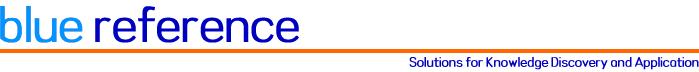 blue reference
Solutions for Knowledge Discovery and Application